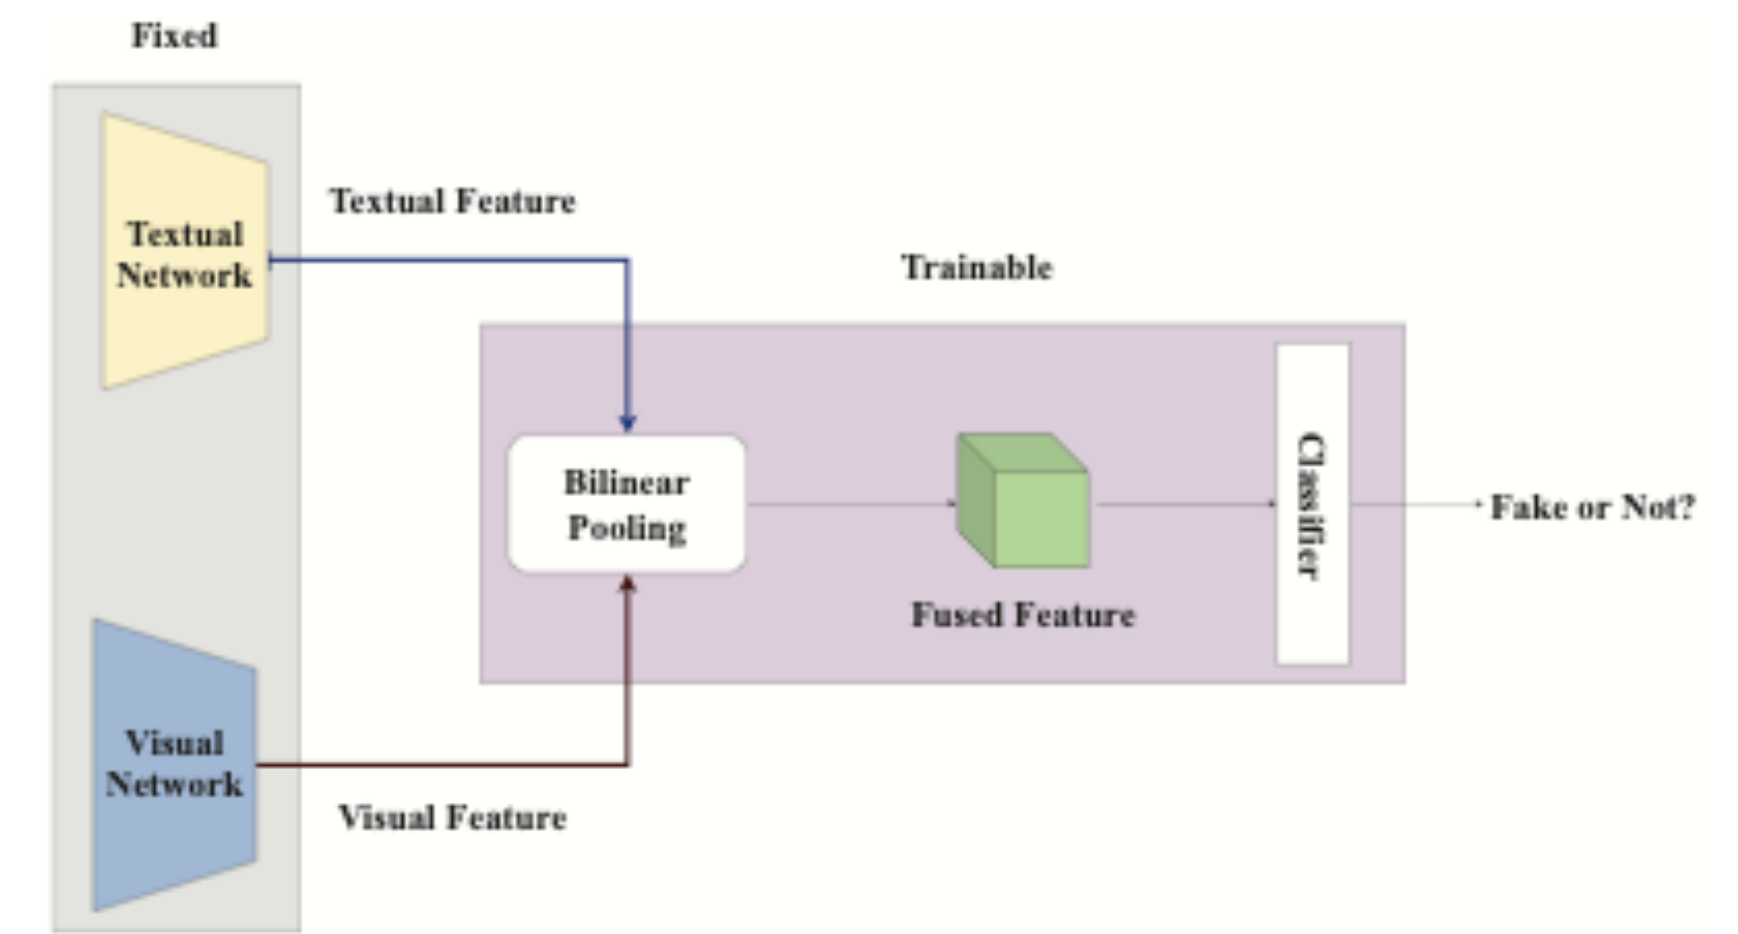 Fixed
Textual
Network
Textual Feature
Trainable
Bilinear
Pooling
Fused Feature
Classifier
Fake or Not?
Visual
Network
Visual Feature